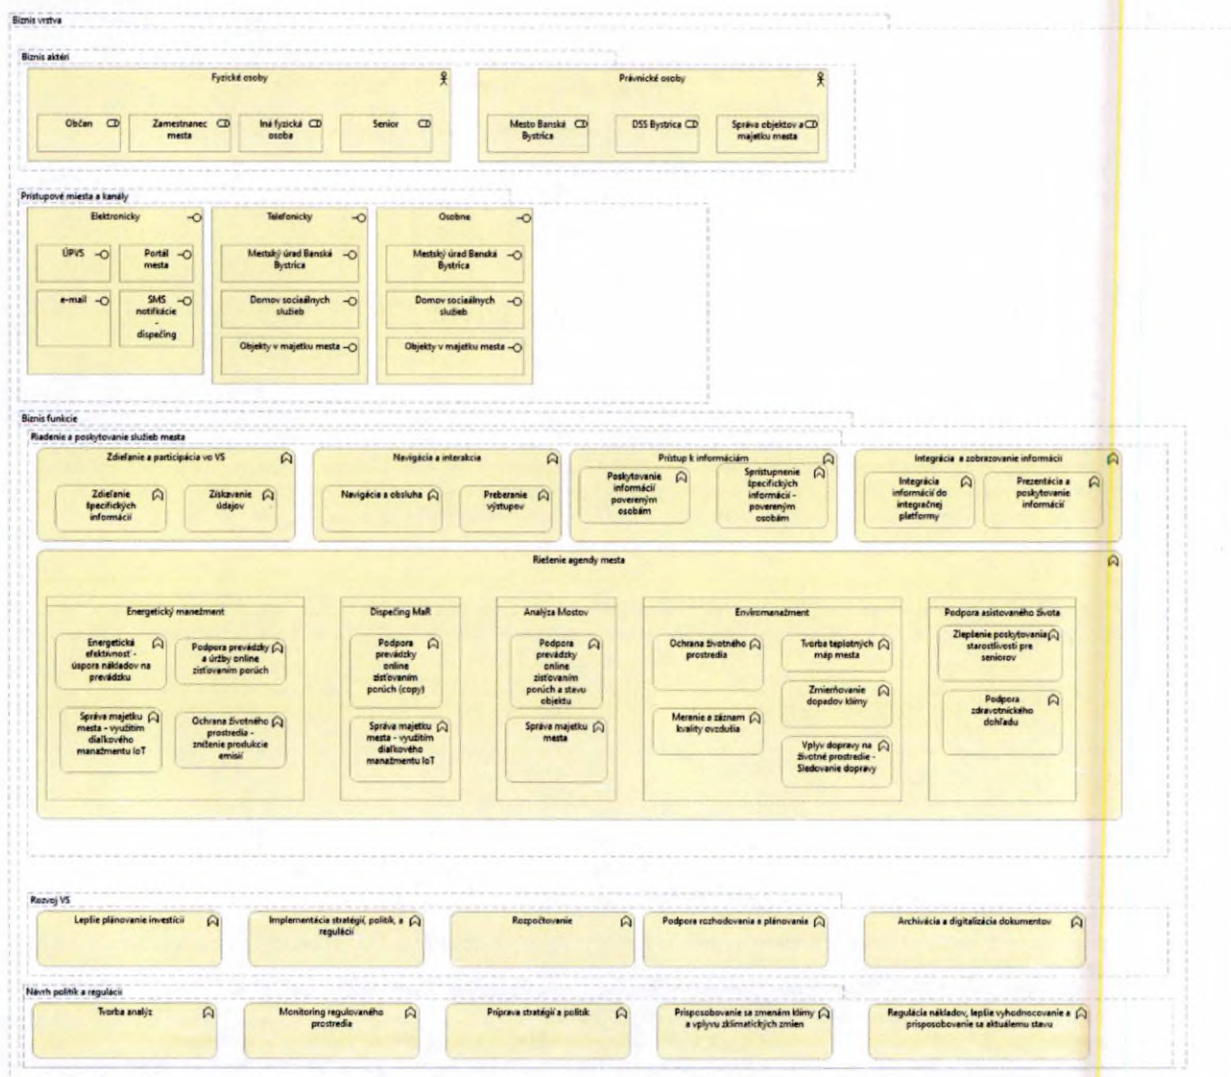 Biznis vrstva
Biznis aktéri
Fyzické osoby
Občan
Zamestnanec
mesta
Iná fyzická
osoba
Senior
Právnické osoby
Mesto Banská
Bystrica
DSS Bystrica
Správa objektov a
majetku mesta
Prístupové miesta a kanály
Elektronicky
ÚPVS
Portál
mesta
e-mail
SMS
notifikácie
-
dispečing
Telefonicky
Mestský úrad Banská
Bystrica
Domov sociálnych
služieb
Objekty v majetku mesta
Osobne
Mestský úrad Banská
Bystrica
Domov sociálnych
služieb
Objekty v majetku mesta
Biznis funkcie
Riadenie a poskytovanie služieb mesta
Zdieľanie a participácia vo VS
Zdieľanie
špecifických
informácií
Získavanie
údajov
Navigácia a interakcia
Navigácia a obsluha
Preberanie
výstupov
Prístup k informáciám
Poskytovanie
informácií
povereným
osobám
Sprístupnenie
špecifických
informácií -
povereným
osobám
Integrácia a zobrazovanie informácií
Integrácia
informácií do
integračnej
platformy
Prezentácia a
poskytovanie
informácií
Riešenie agendy mesta
Energetický manežment
Energetická
efektívnosť -
úspora nákladov na
prevádzku
Podpora prevádzky
a úržby online
zisťovaním porúch
Správa majetku
mesta - využitím
diaľkového
manažmentu IoT
Ochrana životného
prostredia -
zníženie produkcie
emisií
Dispečing MaR
Podpora
prevádzky
online
zisťovaním
porúch (copy)
Správa majetku
mesta - využitím
diaľkového
manažmentu IoT
Analýza Mostov
Podpora
prevádzky
online
zisťovaním
porúch a stavu
objektu
Správa majetku
mesta
Enviromanažment
Ochrana životného
prostredia
Tvorba teplotných
máp mesta
Zmierňovanie
dopadov klímy
Meranie a záznam
kvality ovzdušia
Vplyv dopravy na
životné prostredie -
Sledovanie dopravy
Podpora asistovaného života
Zlepšenie poskytovania
starostlivosti pre
seniorov
Podpora
zdravotníckeho
dohľadu
Rozvoj VS
Lepšie plánovanie investícií
Implementácia stratégií, politík, a
regulácií
Rozpočtovanie
Podpora rozhodovania a plánovania
Archivácia a digitalizácia dokumentov
Návrh politík a regulácií
Tvorba analýz
Monitoring regulovaného
prostredia
Príprava stratégií a politík
Prisposobovanie sa zmenám klímy
a vplyvu zklimatických zmien
Regulácia nákladov, lepšie vyhodnocovanie a
prisposobovanie sa aktuálemu stavu